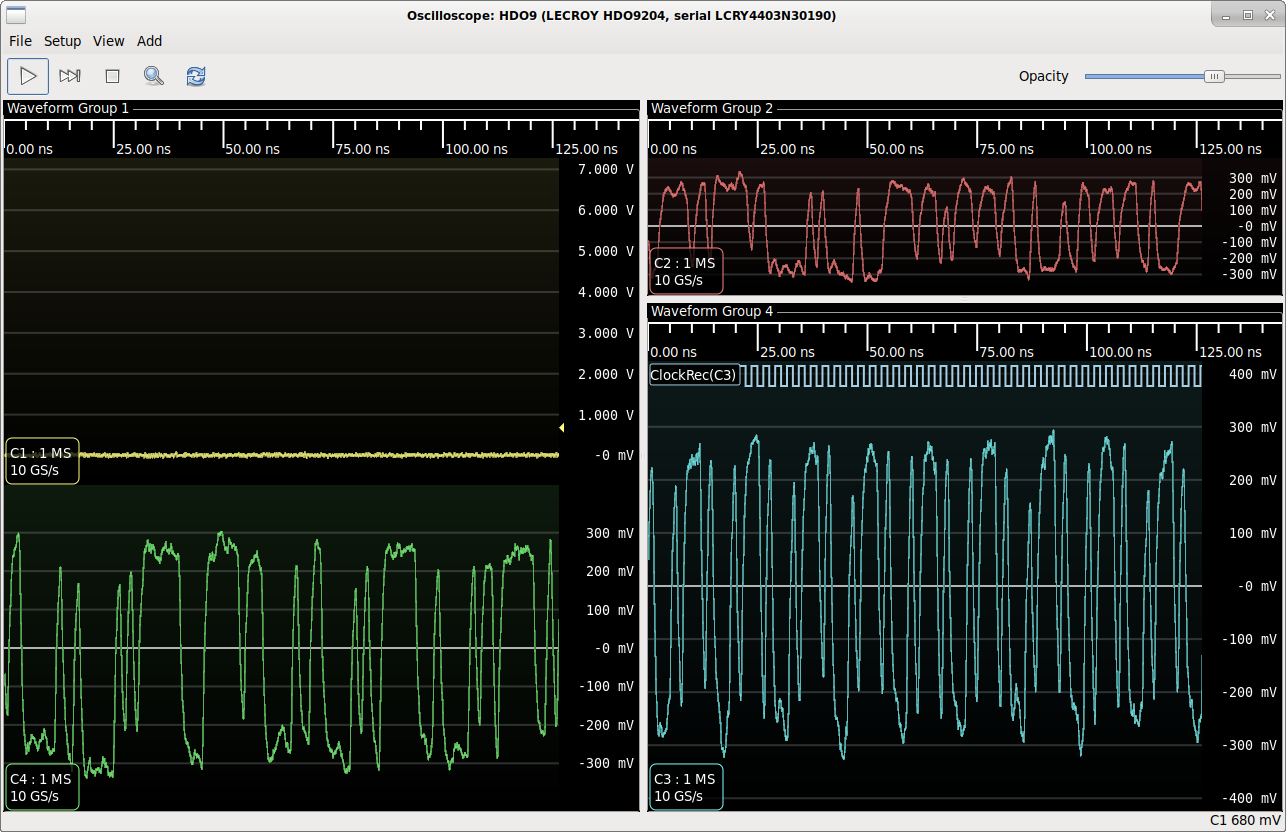 Oscilloscope: HDO9 (LECROY HDO9204, serial LCRY4403N30190)
File Setup View Add
Opacity
Waveform Group 1
0.00 ns 25.00 ns 50.00 ns 75.00 ns 100.00 ns 125.00 ns
7.000 V
6.000 V
5.000 V
4.000 V
3.000 V
2.000 V
1.000 V
-0 mV
C1 : 1 MS
10 GS/s
300 mV
200 mV
100 mV
-0 mV
-100 mV
-200 mV
-300 mV
C4 : 1 MS
10 GS/s
Waveform Group 2
0.00 ns 25.00 ns 50.00 ns 75.00 ns 100.00 ns 125.00 ns
300 mV
200 mV
100 mV
-0 mV
-100 mV
-200 mV
-300 mV
C2 : 1 MS
10 GS/s
Waveform Group 4
0.00 ns 25.00 ns 50.00 ns 75.00 ns 100.00 ns 125.00 ns
ClockRec(C3)
400 mV
300 mV
200 mV
100 mV
-0 mV
-100 mV
-200 mV
-300 mV
-400 mV
C3 : 1 MS
10 GS/s
C1 680 mV